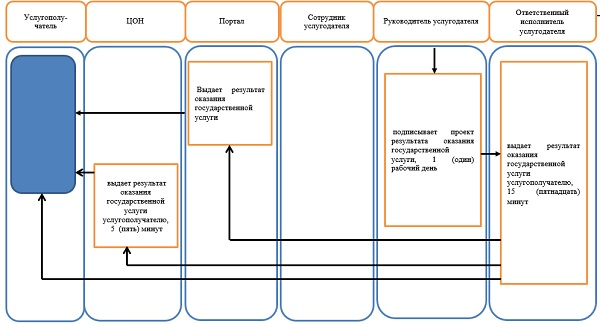 Услугополу-
чатель
ЦОН
Портал
Сотрудник
услугодателя
Руководитель услугодателя
Ответственный
исполнитель
услугодателя
Выдает результат
оказания
государственной
услуги
выдает результат
оказания
государственной
услуги
услугополучателю,
5 (пять) минут
подписывает проект
результата оказания
государственной
услуги, 1 (один)
рабочий день
выдает результат
оказания
государственной
услуги
услугополучателю,
15 (пятнадцать)
минут